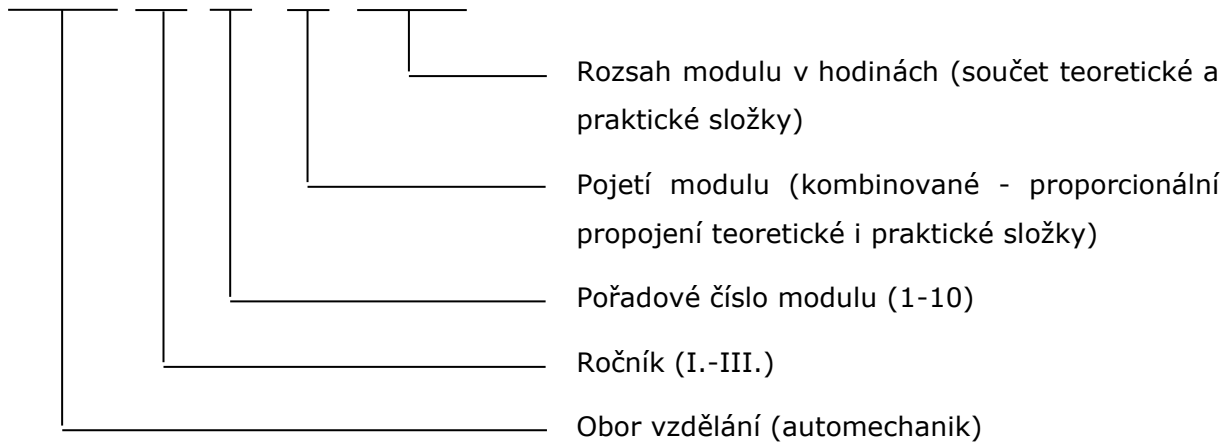 Rozsah modulu v hodinách (součet teoretické a
praktické složky)
Pojetí modulu (kombinované - proporcionální
propojení teoretické i praktické složky)
Pořadové číslo modulu (1-10)
Ročník (I.-III.)
Obor vzdělání (automechanik)